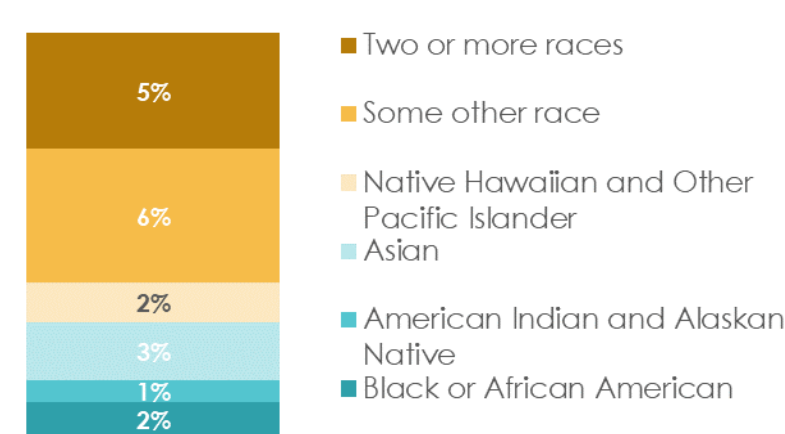 Two or more races
5%
Some other race
Native Hawaiian and Other
6%
Pacific Islander
Asian
2%
American Indian and Alaskan
3%
Native
1%
Black or African American
2%